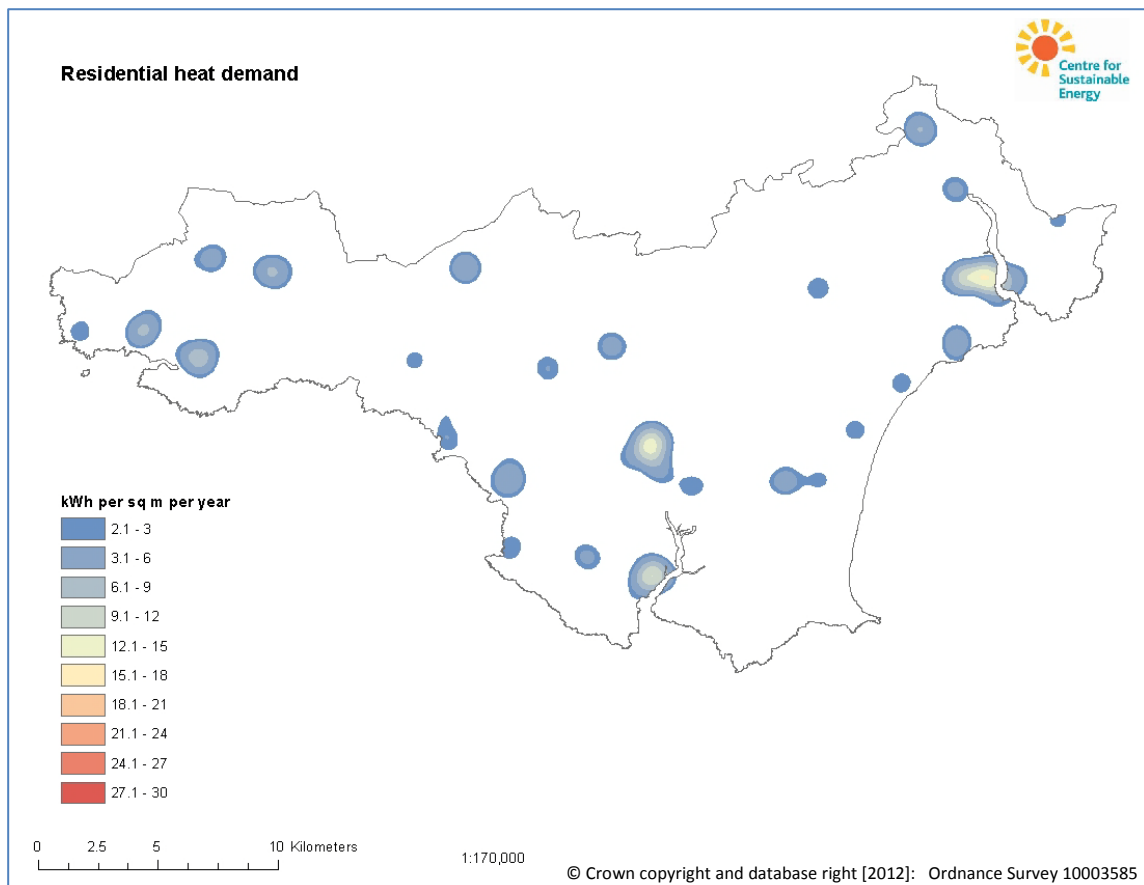 Residential heat demand
Centre for
Sustainable
Energy
kWh per sq m per year
2.1 - 3
3.1 - 6
6.1 - 9
9.1 - 12
12.1 - 15
15.1 - 18
18.1 - 21
21.1 - 24
24.1 - 27
27.1 - 30
0 2.5 5 10 Kilometers
1:170,000
© Crown copyright and database right [2012]: Ordnance Survey 10003585